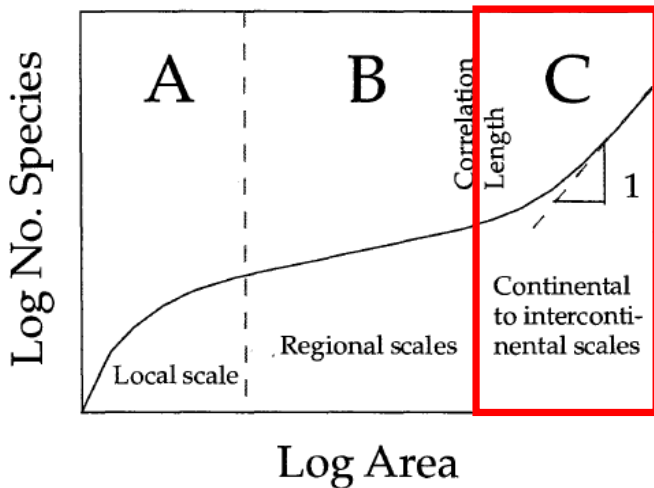 A
B
C
Correlation
Length
1
Log No. Species
Local scale
Regional scales
Continental
to interconti-
nental scales
Log Area